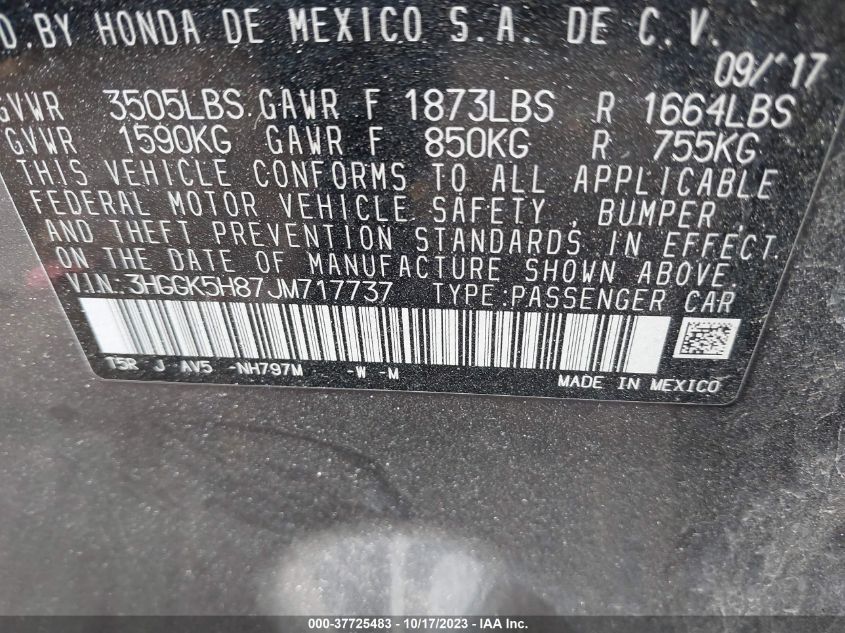 D. BY HONDA DE MEXICO S.A. DE C.V.
09/'17
GVWR 3505LBS GAWR F 1873LBS R 1664LBS
GVWR 1590KG GAWR F 850KG R 755KG
THIS VEHICLE CONFORMS TO ALL APPLICABLE
FEDERAL MOTOR VEHICLE SAFETY, BUMPER,
AND THEFT PREVENTION STANDARDS IN EFFECT
ON THE DATE OF MANUFACTURE SHOWN ABOVE.
V.I.N.:3HGGK5H87JM717737 TYPE:PASSENGER CAR
T5R J AV5 -NH797M -W -M
MADE IN MEXICO
000-37725483 - 10/17/2023 - IAA Inc.